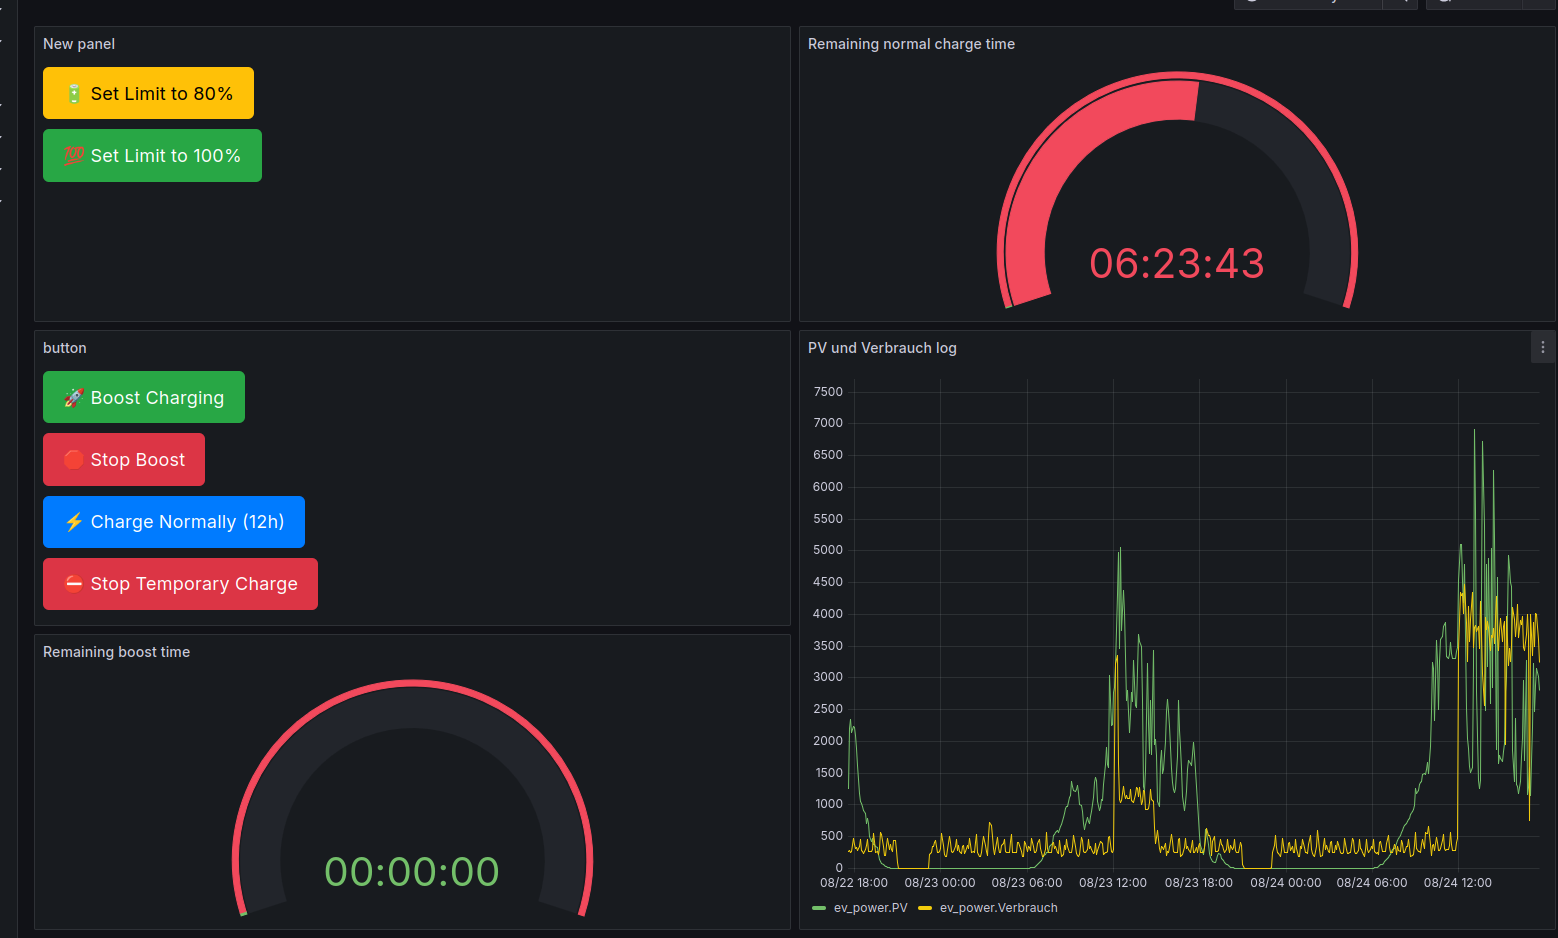 New panel
🔋 Set Limit to 80%
💯 Set Limit to 100%
Remaining normal charge time
06:23:43
button
🚀 Boost Charging
🛑 Stop Boost
⚡ Charge Normally (12h)
⛔ Stop Temporary Charge
PV und Verbrauch log
7500
7000
6500
6000
5500
5000
4500
4000
3500
3000
2500
2000
1500
1000
500
0
08/22 18:00 08/23 00:00 08/23 06:00 08/23 12:00 08/23 18:00 08/24 00:00 08/24 06:00 08/24 12:00
ev_power.PV ev_power.Verbrauch
Remaining boost time
00:00:00